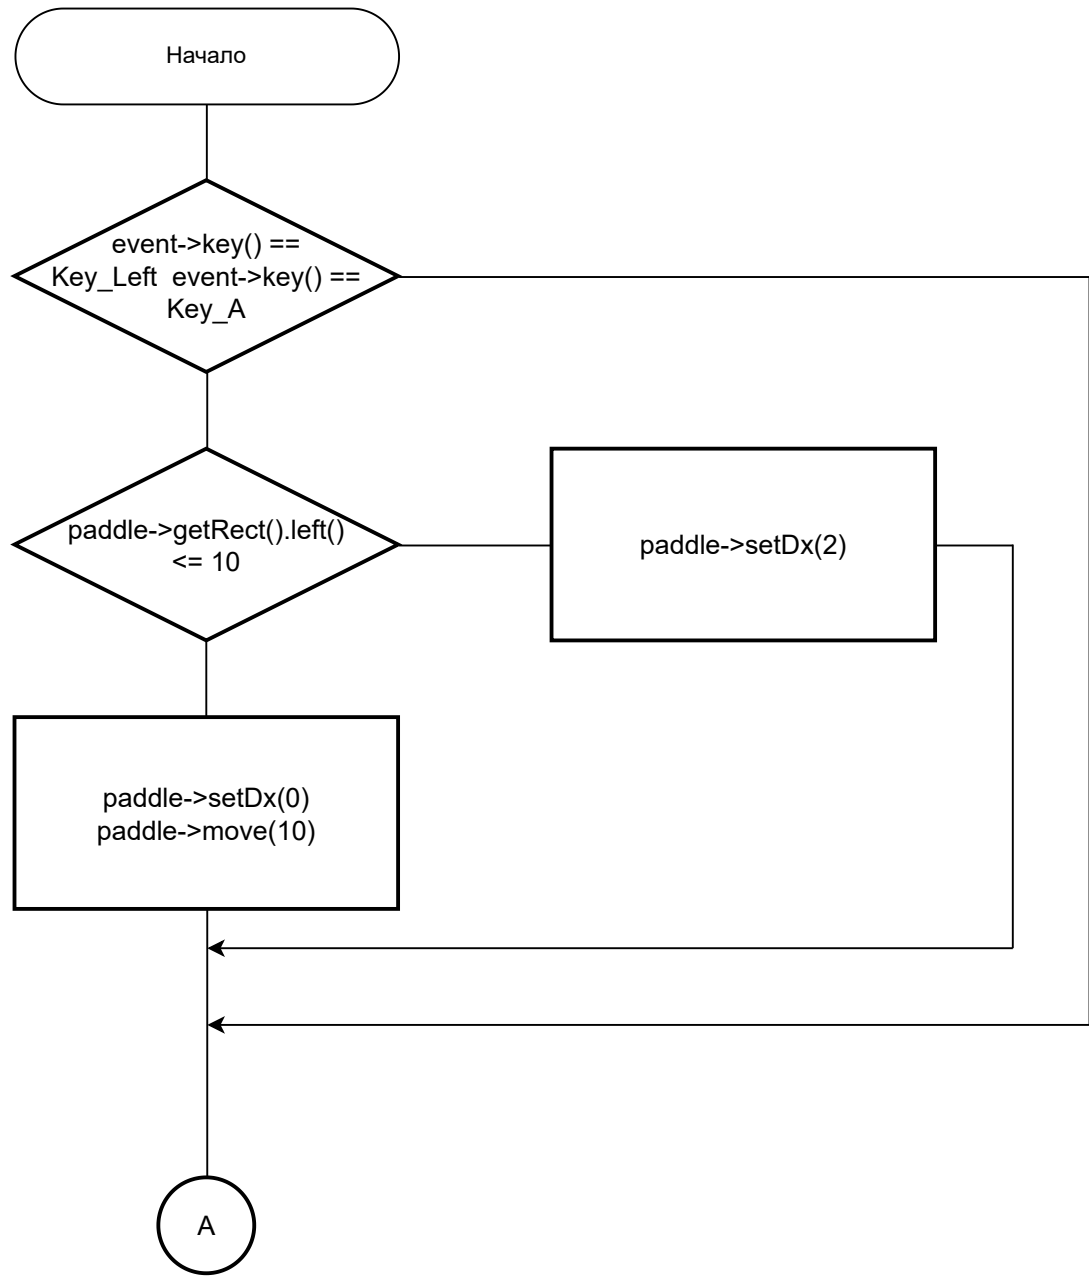 Начало
event->key() ==
Key_Left  event->key() ==
Key_A
paddle->getRect().left()
<= 10
paddle->setDx(2)
paddle->setDx(0)
paddle->move(10)
A